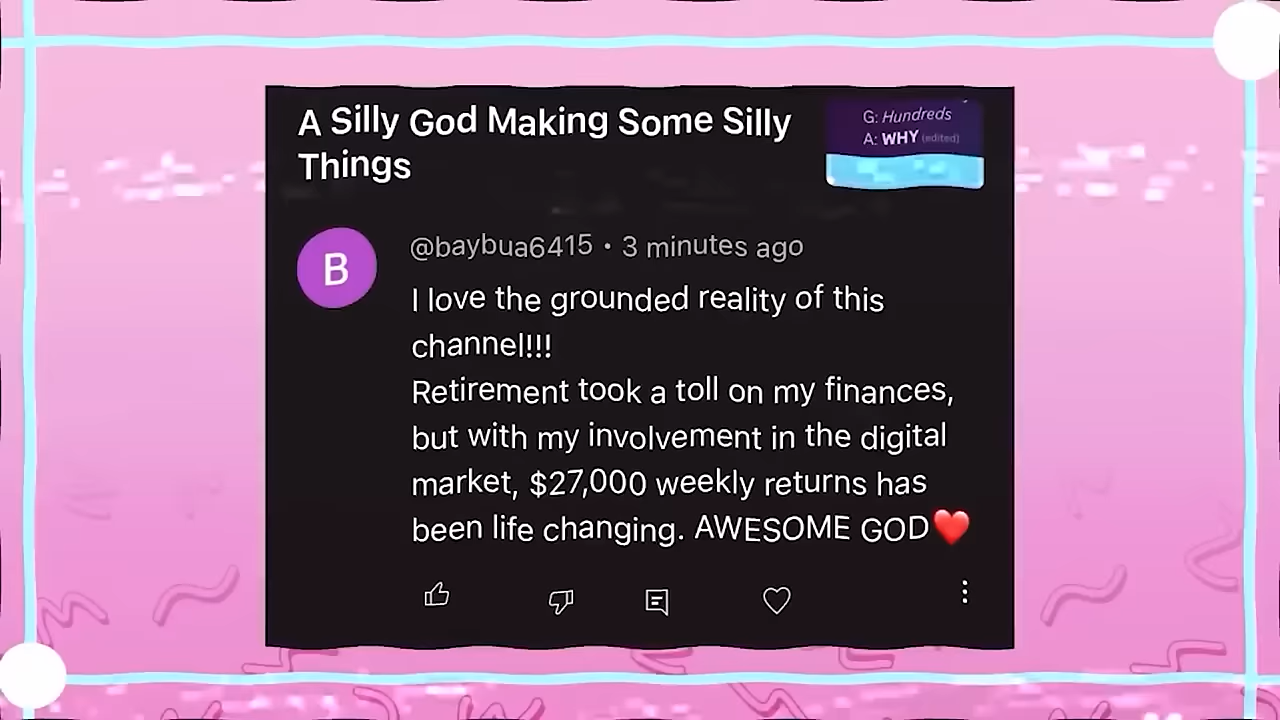 A Silly God Making Some Silly
Things
G: Hundreds
A: WHY (edited)
B
@baybua6415 • 3 minutes ago
I love the grounded reality of this
channel!!!
Retirement took a toll on my finances,
but with my involvement in the digital
market, $27,000 weekly returns has
been life changing. AWESOME GOD❤️